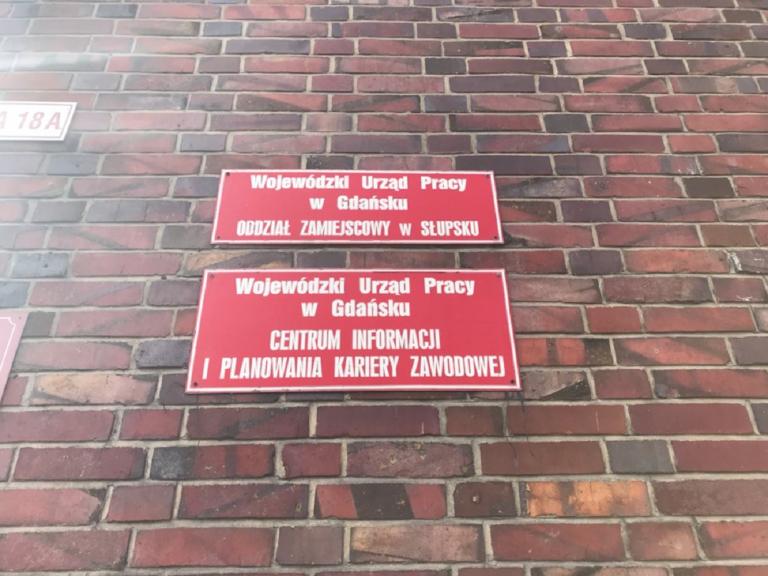 A 18A
Wojewódzki Urząd Pracy
w Gdańsku
ODDZIAŁ ZAMIEJSCOWY w SŁUPSKU
Wojewódzki Urząd Pracy
w Gdańsku
CENTRUM INFORMACJI
I PLANOWANIA KARIERY ZAWODOWEJ